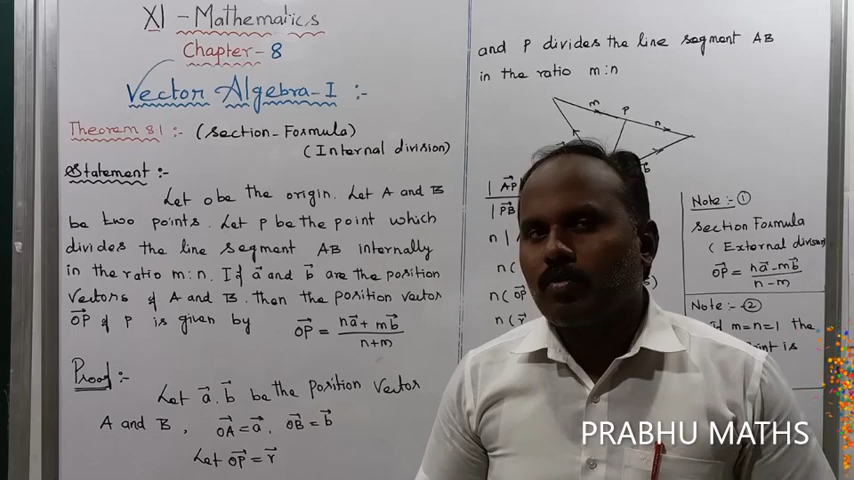 XI - Mathematics
Chapter - 8
Vector Algebra - I :-
Theorem 8.1 :- (Section - Formula)
(Internal division)
Statement :-
Let o be the origin. Let A and B
be two points. Let P be the point which
divides the line segment AB internally
in the ratio m:n. If a⃗ and b⃗ are the position
Vectors of A and B. then the position vector
OP⃗ of P is given by OP⃗ = (na⃗ + mb⃗)/(n+m)
Proof :-
Let a⃗, b⃗ be the position vector
A and B, OA⃗ = a⃗, OB⃗ = b⃗
Let OP⃗ = r⃗
and P divides the line segment AB
in the ratio m:n
m P n
b⃗
|AP⃗
|PB⃗
n |
n(
n(OP⃗
n(r⃗
Note :- ①
Section Formula
(External division
OP⃗ = (na⃗ - mb⃗)/(n-m)
Note :- ②
m=n=1 the
is
PRABHU MATHS